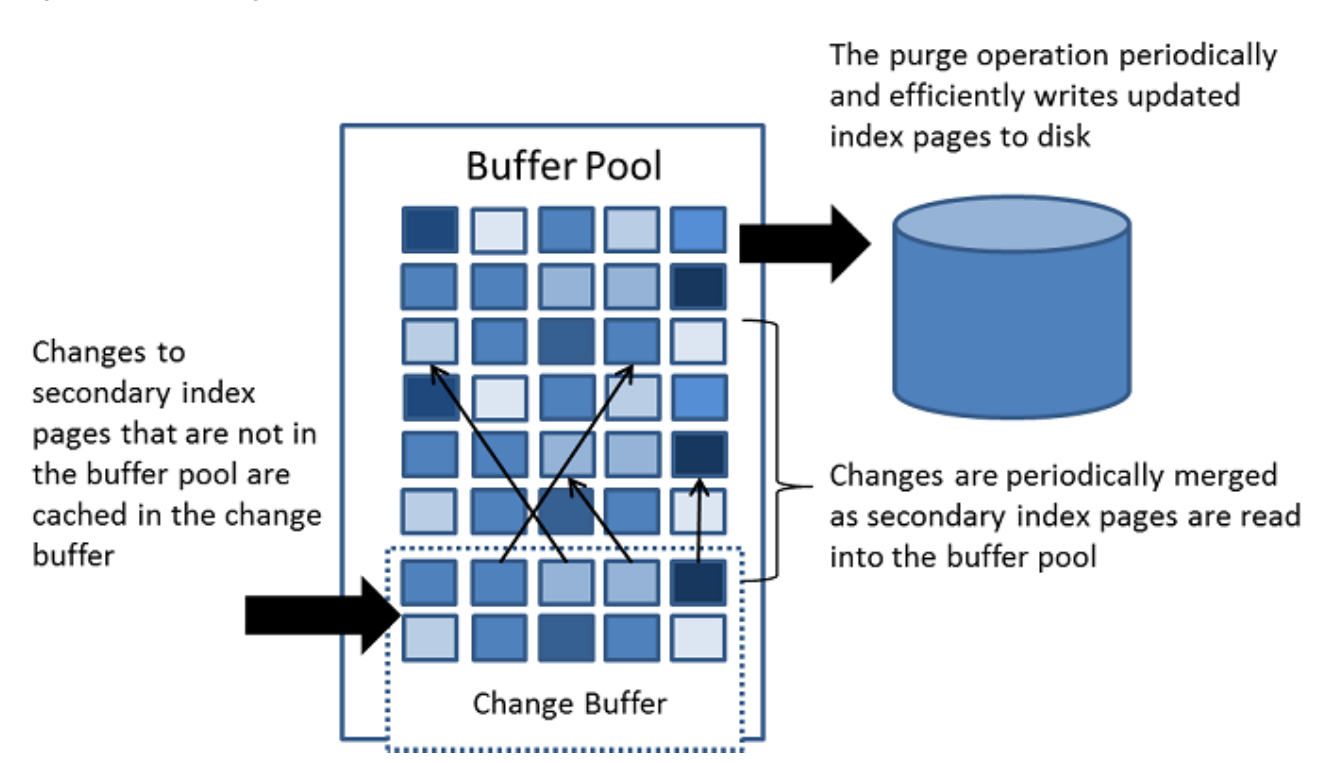 The purge operation periodically
and efficiently writes updated
index pages to disk
Buffer Pool
Changes to
secondary index
pages that are not in
the buffer pool are
cached in the change
buffer
Changes are periodically merged
as secondary index pages are read
into the buffer pool
Change Buffer